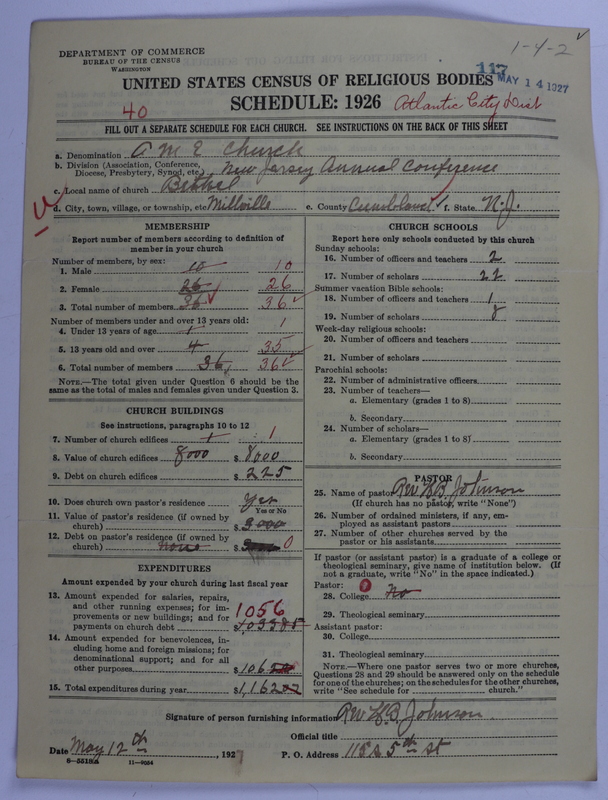 1-4-2
DEPARTMENT OF COMMERCE
BUREAU OF THE CENSUS
WASHINGTON
117
MAY 14 1927
UNITED STATES CENSUS OF RELIGIOUS BODIES
SCHEDULE: 1926
40
Atlantic City Dist
FILL OUT A SEPARATE SCHEDULE FOR EACH CHURCH. SEE INSTRUCTIONS ON THE BACK OF THIS SHEET
a. Denomination A M E Church
b. Division (Association, Conference, Diocese, Presbytery, Synod, etc.) New Jersey Annual Conference
c. Local name of church Bethel
d. City, town, village, or township, etc. Millville e. County Cumberland f. State N.J.
MEMBERSHIP
Report number of members according to definition of
member in your church
Number of members, by sex:
1. Male 10 10
2. Female 26 26
3. Total number of members 36 36
Number of members under and over 13 years old:
4. Under 13 years of age 1 1
5. 13 years old and over 4 35
6. Total number of members 36 36
NOTE.—The total given under Question 6 should be the
same as the total of males and females given under Question 3.
CHURCH BUILDINGS
See instructions, paragraphs 10 to 12
7. Number of church edifices 1 1
8. Value of church edifices 8000 $ 8000
9. Debt on church edifices $ 225
10. Does church own pastor's residence Yes
Yes or No
11. Value of pastor's residence (if owned by
church) $ 3000
12. Debt on pastor's residence (if owned by
church) none $ 0
EXPENDITURES
Amount expended by your church during last fiscal year
13. Amount expended for salaries, repairs,
and other running expenses; for im-
provements or new buildings; and for
payments on church debt 1056
14. Amount expended for benevolences, in-
cluding home and foreign missions; for
denominational support; and for all
other purposes $ 106
15. Total expenditures during year $ 1,162
CHURCH SCHOOLS
Report here only schools conducted by this church
Sunday schools:
16. Number of officers and teachers 2
17. Number of scholars 22
Summer vacation Bible schools:
18. Number of officers and teachers 1
19. Number of scholars 8
Week-day religious schools:
20. Number of officers and teachers
21. Number of scholars
Parochial schools:
22. Number of administrative officers
23. Number of teachers—
a. Elementary (grades 1 to 8)
b. Secondary
24. Number of scholars—
a. Elementary (grades 1 to 8)
b. Secondary
PASTOR
25. Name of pastor Rev H B Johnson
(If church has no pastor, write "None")
26. Number of ordained ministers, if any, em-
ployed as assistant pastors
27. Number of other churches served by the
pastor or his assistants
If pastor (or assistant pastor) is a graduate of a college or
theological seminary, give name of institution below. (If
not a graduate, write "No" in the space indicated.)
Pastor:
28. College no
29. Theological seminary
Assistant pastor:
30. College
31. Theological seminary
NOTE.—Where one pastor serves two or more churches,
Questions 28 and 29 should be answered only on the schedule
for one of the churches; on the schedules for the other churches,
write "See schedule for church."
Signature of person furnishing information Rev H. B. Johnson.
Official title
Date May 12th, 1927 P. O. Address 118 S 5th St
8-5518a 11-9034